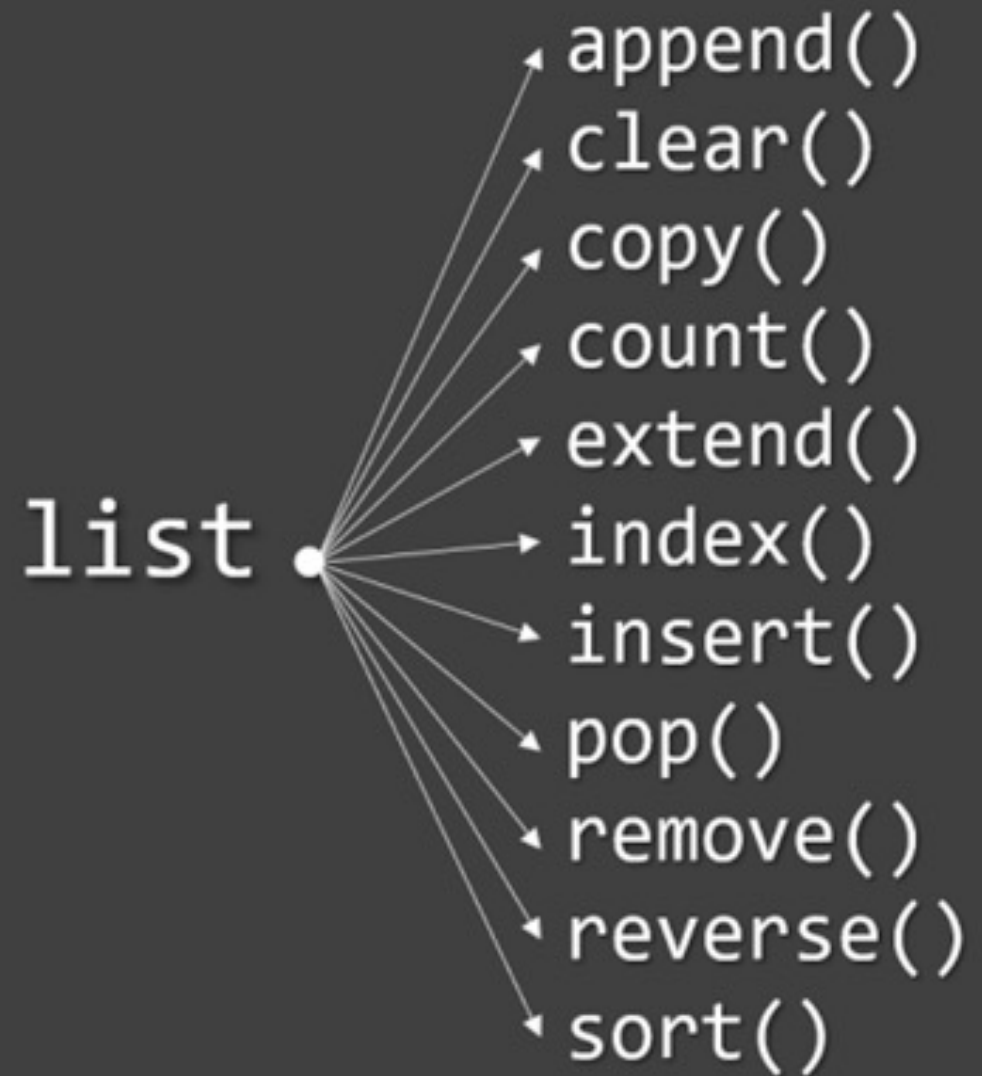 append()
clear()
copy()
count()
extend()
list
index()
insert()
pop()
remove()
reverse()
sort()